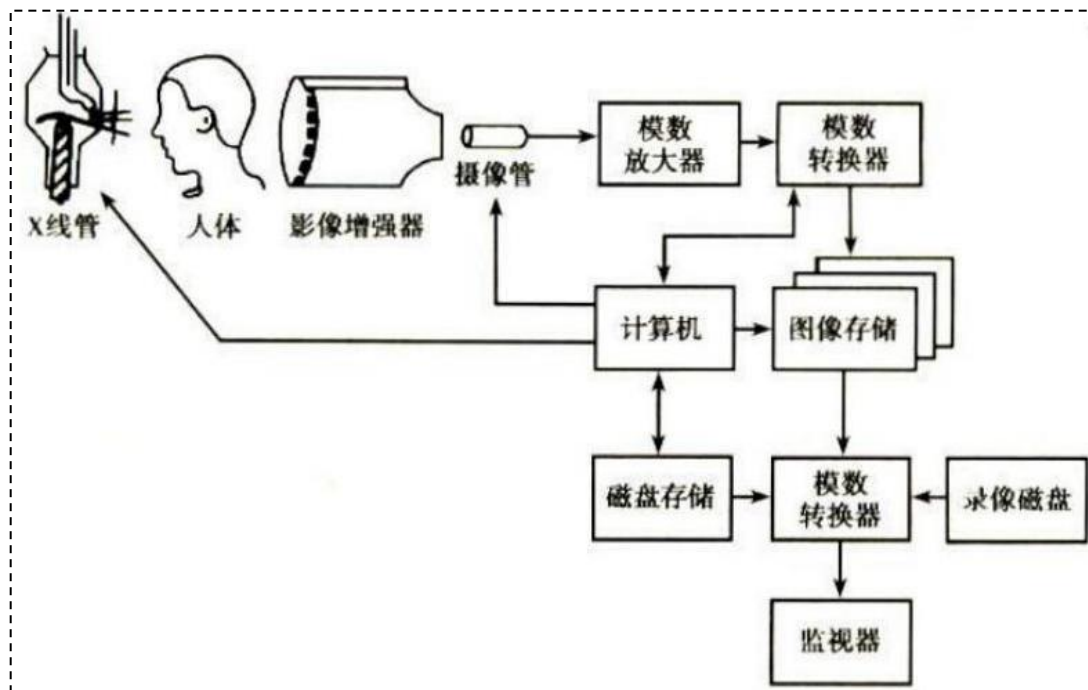 模数
放大器
模数
转换器
摄像管
X线管
人体
影像增强器
计算机
图像存储
磁盘存储
模数
转换器
录像磁盘
监视器